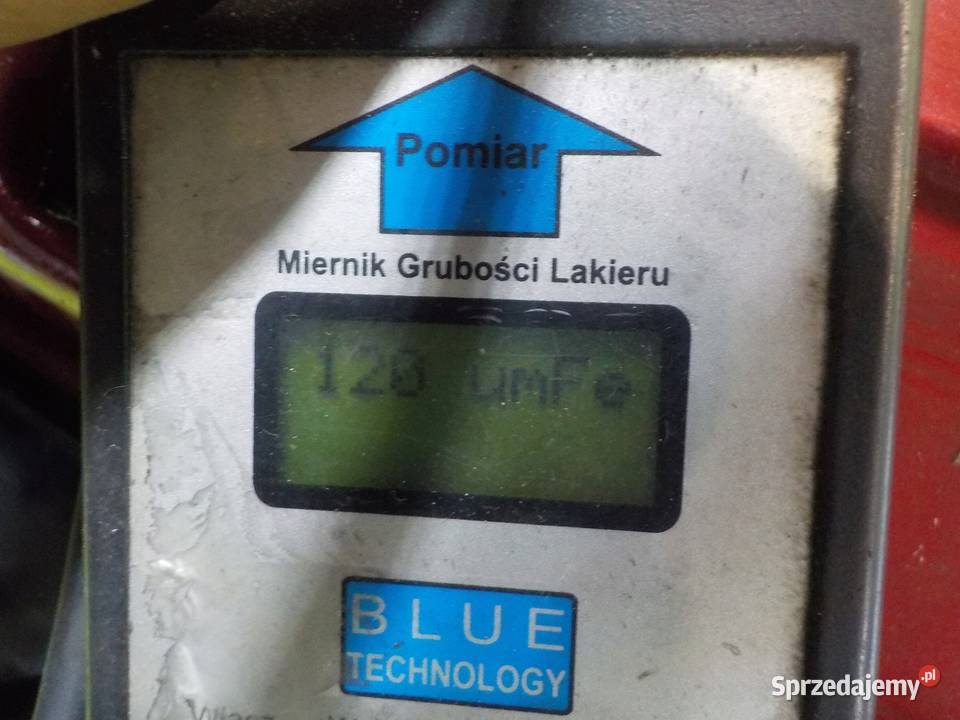 Pomiar
Miernik Grubości Lakieru
120 umFe
BLUE
TECHNOLOGY
Sprzedajemy.pl